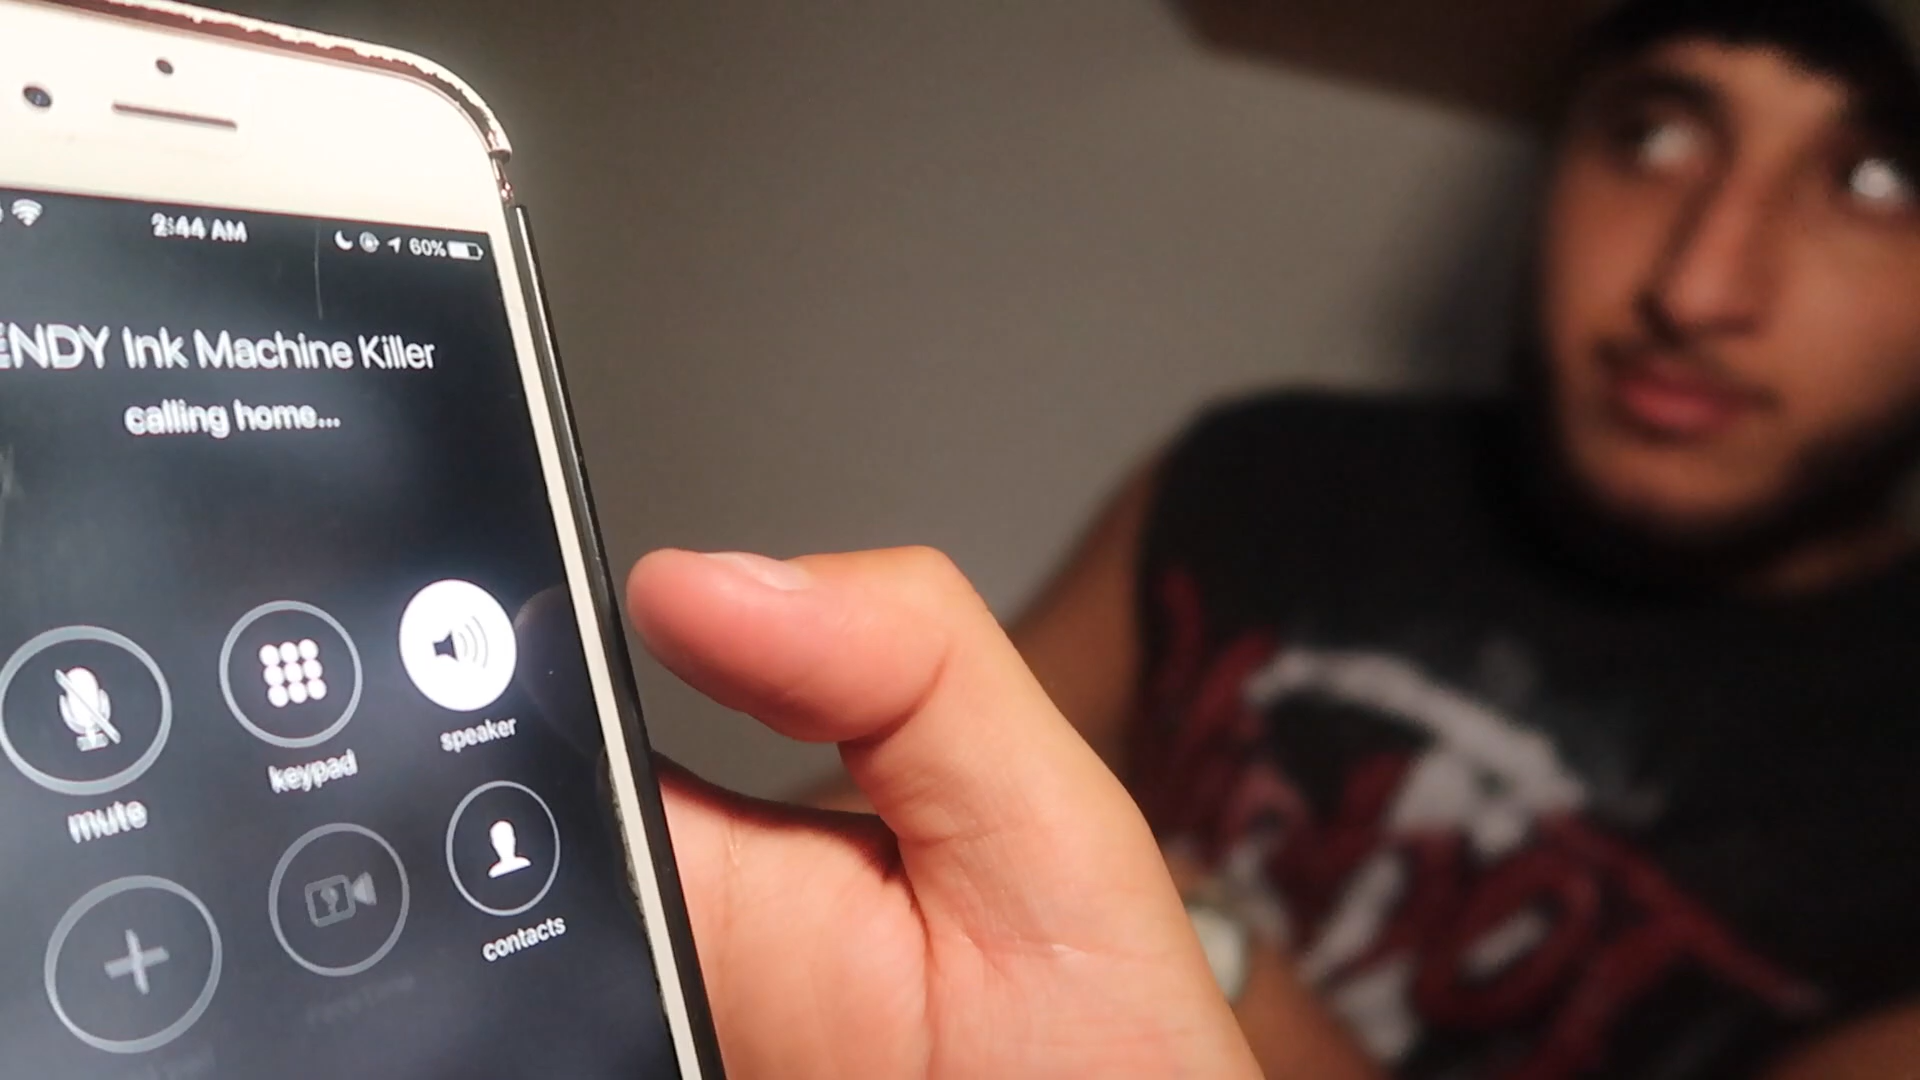 2:44 AM
60%
ENDY Ink Machine Killer
calling home...
mute
keypad
speaker
contacts